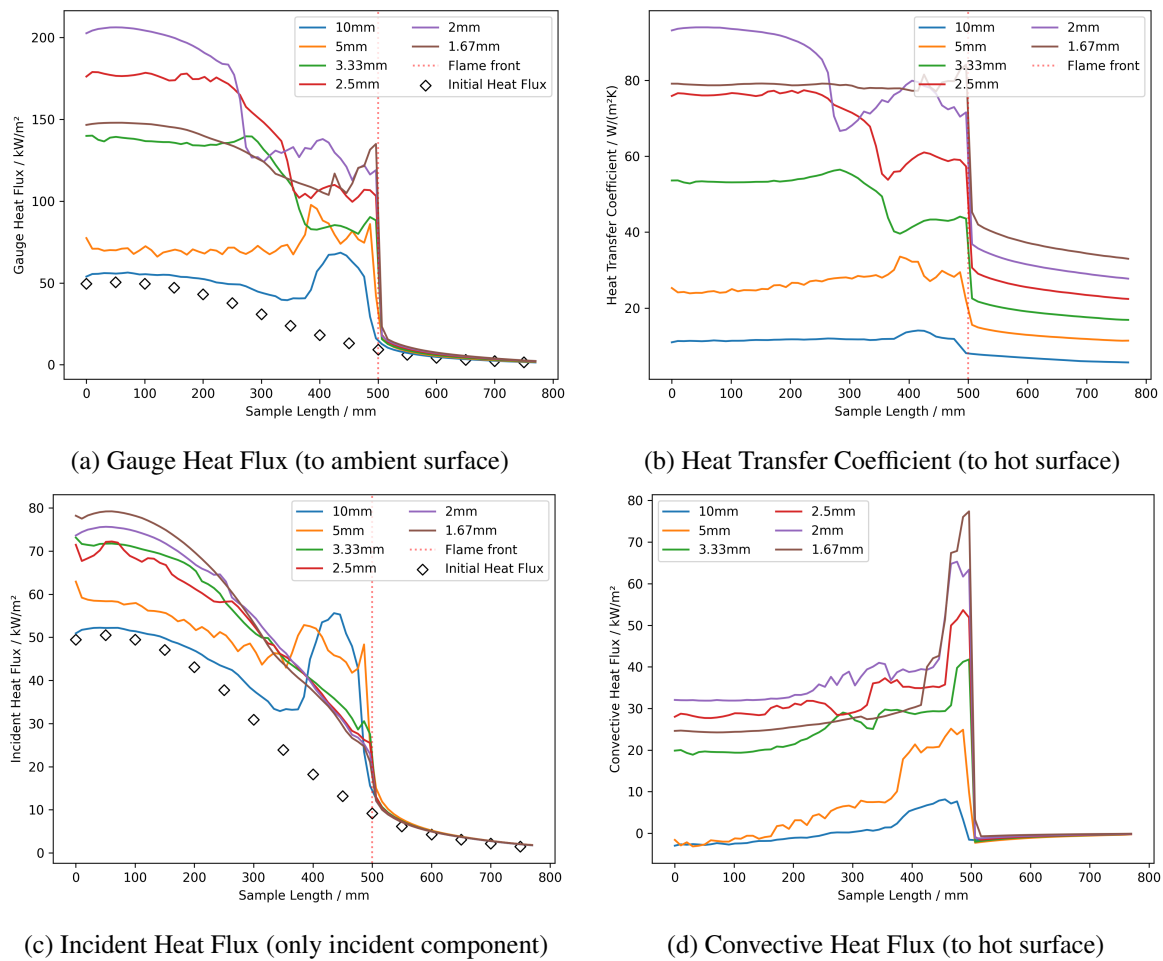 10mm 2mm
5mm 1.67mm
3.33mm Flame front
2.5mm Initial Heat Flux
Gauge Heat Flux / kW/m²
200
150
100
50
0
0 100 200 300 400 500 600 700 800
Sample Length / mm
(a) Gauge Heat Flux (to ambient surface)
10mm 2mm
5mm 1.67mm
3.33mm Flame front
2.5mm
Heat Transfer Coefficient / W/(m²K)
80
60
40
20
0 100 200 300 400 500 600 700 800
Sample Length / mm
(b) Heat Transfer Coefficient (to hot surface)
10mm 2mm
5mm 1.67mm
3.33mm Flame front
2.5mm Initial Heat Flux
Incident Heat Flux / kW/m²
80
70
60
50
40
30
20
10
0
0 100 200 300 400 500 600 700 800
Sample Length / mm
(c) Incident Heat Flux (only incident component)
10mm 2.5mm
5mm 2mm
3.33mm 1.67mm
Convective Heat Flux / kW/m²
80
70
60
50
40
30
20
10
0
0 100 200 300 400 500 600 700 800
Sample Length / mm
(d) Convective Heat Flux (to hot surface)